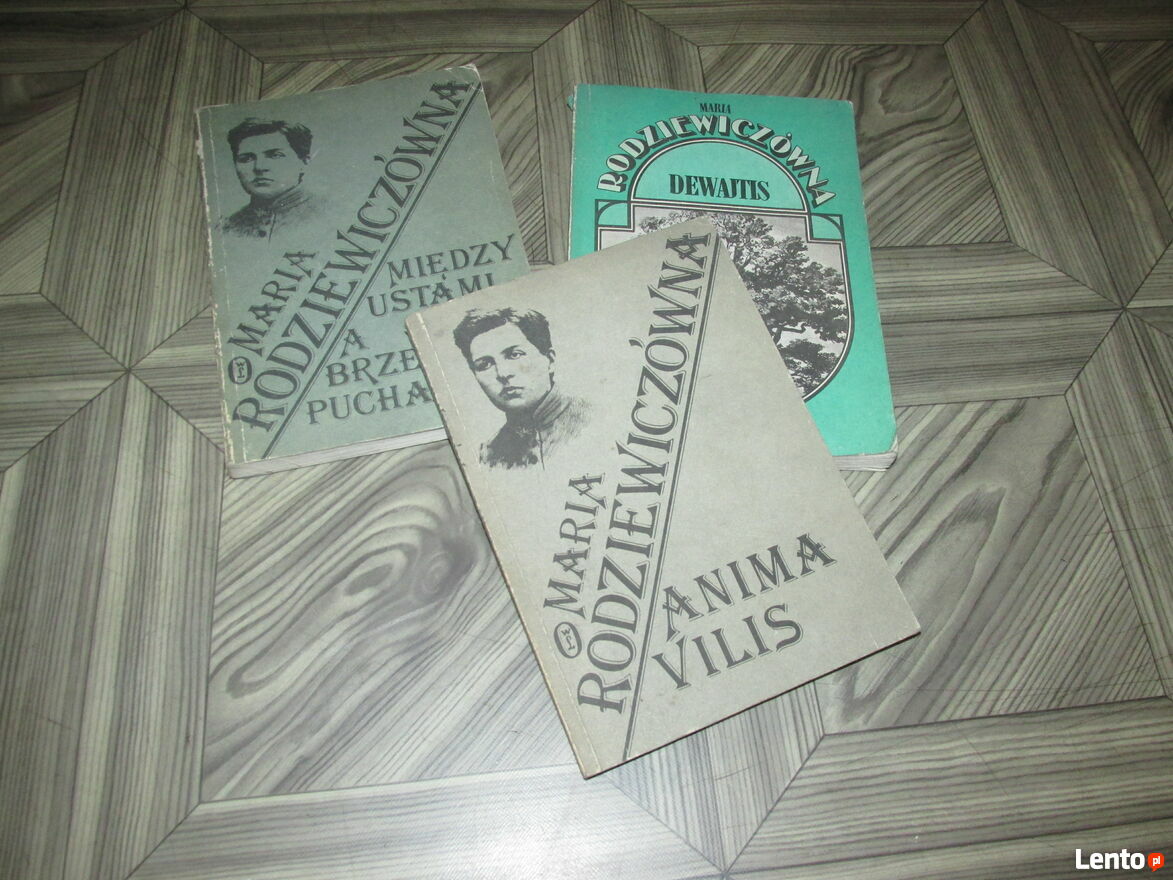 MARIA
RODZIEWICZÓWNA
MIĘDZY
USTAMI
A
BRZE
PUCHA
MARIA
RODZIEWICZÓWNA
DEWAJTIS
MARIA
RODZIEWICZÓWNA
ANIMA
VILIS
Lento.pl